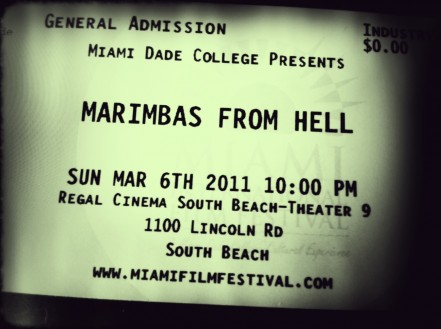 General Admission
Industr
$0.00
Miami Dade College Presents
MARIMBAS FROM HELL
MIAMI
SUN MAR 6TH 2011 10:00 PM
Regal Cinema South Beach-Theater 9
1100 Lincoln Rd
South Beach
www.miamifilmfestival.com